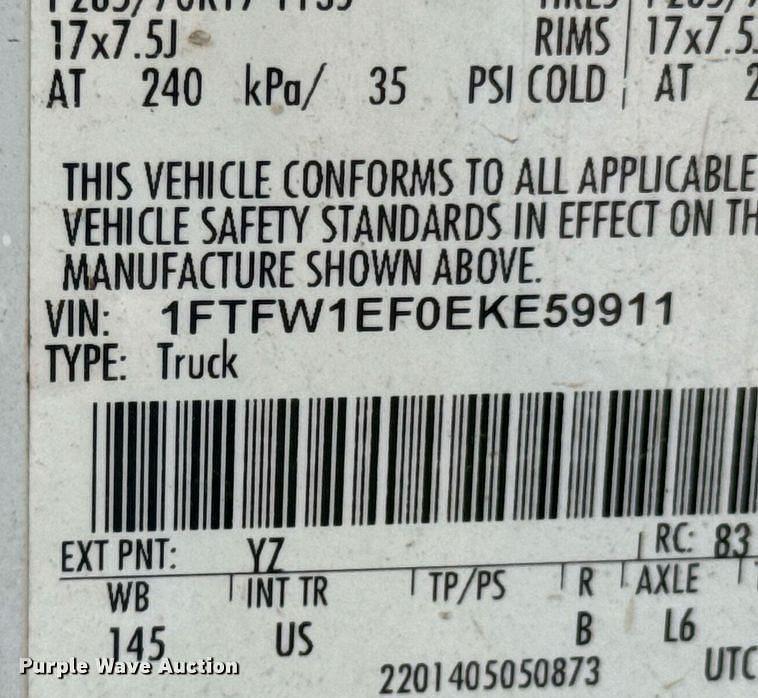 17x7.5J RIMS 17x7.5J
AT 240 kPa/ 35 PSI COLD AT 2
THIS VEHICLE CONFORMS TO ALL APPLICABLE
VEHICLE SAFETY STANDARDS IN EFFECT ON TH
MANUFACTURE SHOWN ABOVE.
VIN: 1FTFW1EF0EKE59911
TYPE: Truck
EXT PNT: YZ RC: 83
WB INT TR TP/PS R AXLE
145 US B L6
2201405050873 UTC
Purple Wave Auction